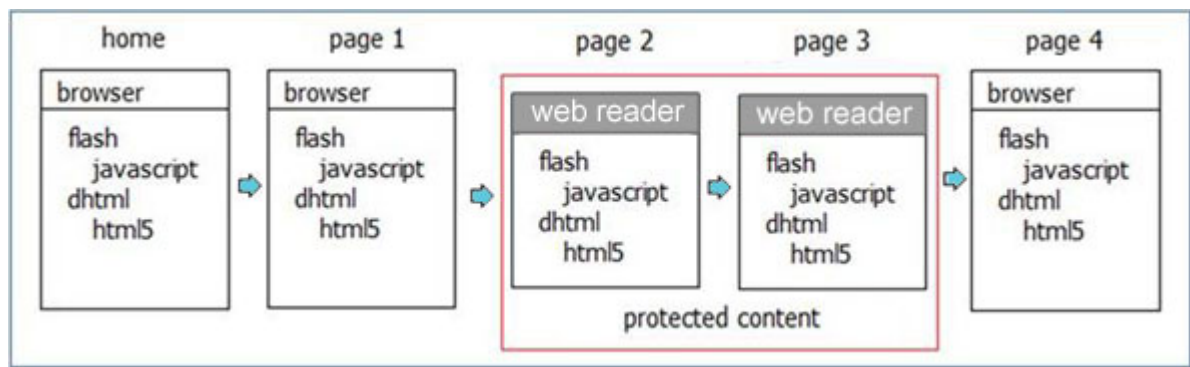 home
browser
flash
javascript
dhtml
html5
page 1
browser
flash
javascript
dhtml
html5
page 2
web reader
flash
javascript
dhtml
html5
page 3
web reader
flash
javascript
dhtml
html5
protected content
page 4
browser
flash
javascript
dhtml
html5